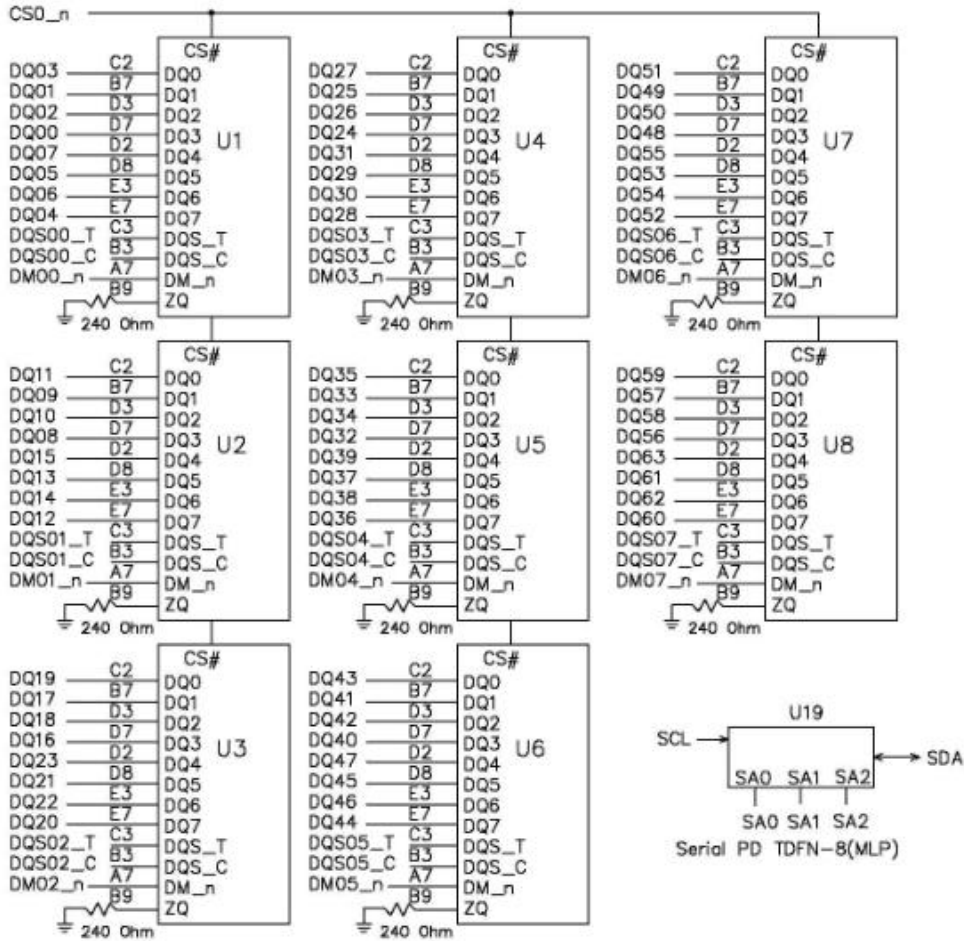 CS0_n
CS#
DQ03 C2 DQ0
DQ01 B7 DQ1
DQ02 D3 DQ2
DQ00 D7 DQ3
U1
DQ07 D2 DQ4
DQ05 D8 DQ5
DQ06 E3 DQ6
DQ04 E7 DQ7
DQS00_T C3 DQS_T
DQS00_C B3 DQS_C
DM00_n A7 DM_n
B9 ZQ
240 Ohm
CS#
DQ11 C2 DQ0
DQ09 B7 DQ1
DQ10 D3 DQ2
DQ08 D7 DQ3
U2
DQ15 D2 DQ4
DQ13 D8 DQ5
DQ14 E3 DQ6
DQ12 E7 DQ7
DQS01_T C3 DQS_T
DQS01_C B3 DQS_C
DM01_n A7 DM_n
B9 ZQ
240 Ohm
CS#
DQ19 C2 DQ0
DQ17 B7 DQ1
DQ18 D3 DQ2
DQ16 D7 DQ3
U3
DQ23 D2 DQ4
DQ21 D8 DQ5
DQ22 E3 DQ6
DQ20 E7 DQ7
DQS02_T C3 DQS_T
DQS02_C B3 DQS_C
DM02_n A7 DM_n
B9 ZQ
240 Ohm
CS#
DQ27 C2 DQ0
DQ25 B7 DQ1
DQ26 D3 DQ2
DQ24 D7 DQ3
U4
DQ31 D2 DQ4
DQ29 D8 DQ5
DQ30 E3 DQ6
DQ28 E7 DQ7
DQS03_T C3 DQS_T
DQS03_C B3 DQS_C
DM03_n A7 DM_n
B9 ZQ
240 Ohm
CS#
DQ35 C2 DQ0
DQ33 B7 DQ1
DQ34 D3 DQ2
DQ32 D7 DQ3
U5
DQ39 D2 DQ4
DQ37 D8 DQ5
DQ38 E3 DQ6
DQ36 E7 DQ7
DQS04_T C3 DQS_T
DQS04_C B3 DQS_C
DM04_n A7 DM_n
B9 ZQ
240 Ohm
CS#
DQ43 C2 DQ0
DQ41 B7 DQ1
DQ42 D3 DQ2
DQ40 D7 DQ3
U6
DQ47 D2 DQ4
DQ45 D8 DQ5
DQ46 E3 DQ6
DQ44 E7 DQ7
DQS05_T C3 DQS_T
DQS05_C B3 DQS_C
DM05_n A7 DM_n
B9 ZQ
240 Ohm
CS#
DQ51 C2 DQ0
DQ49 B7 DQ1
DQ50 D3 DQ2
DQ48 D7 DQ3
U7
DQ55 D2 DQ4
DQ53 D8 DQ5
DQ54 E3 DQ6
DQ52 E7 DQ7
DQS06_T C3 DQS_T
DQS06_C B3 DQS_C
DM06_n A7 DM_n
B9 ZQ
240 Ohm
CS#
DQ59 C2 DQ0
DQ57 B7 DQ1
DQ58 D3 DQ2
DQ56 D7 DQ3
U8
DQ63 D2 DQ4
DQ61 D8 DQ5
DQ62 E3 DQ6
DQ60 E7 DQ7
DQS07_T C3 DQS_T
DQS07_C B3 DQS_C
DM07_n A7 DM_n
B9 ZQ
240 Ohm
U19
SCL SDA
SA0 SA1 SA2
SA0 SA1 SA2
Serial PD TDFN-8(MLP)